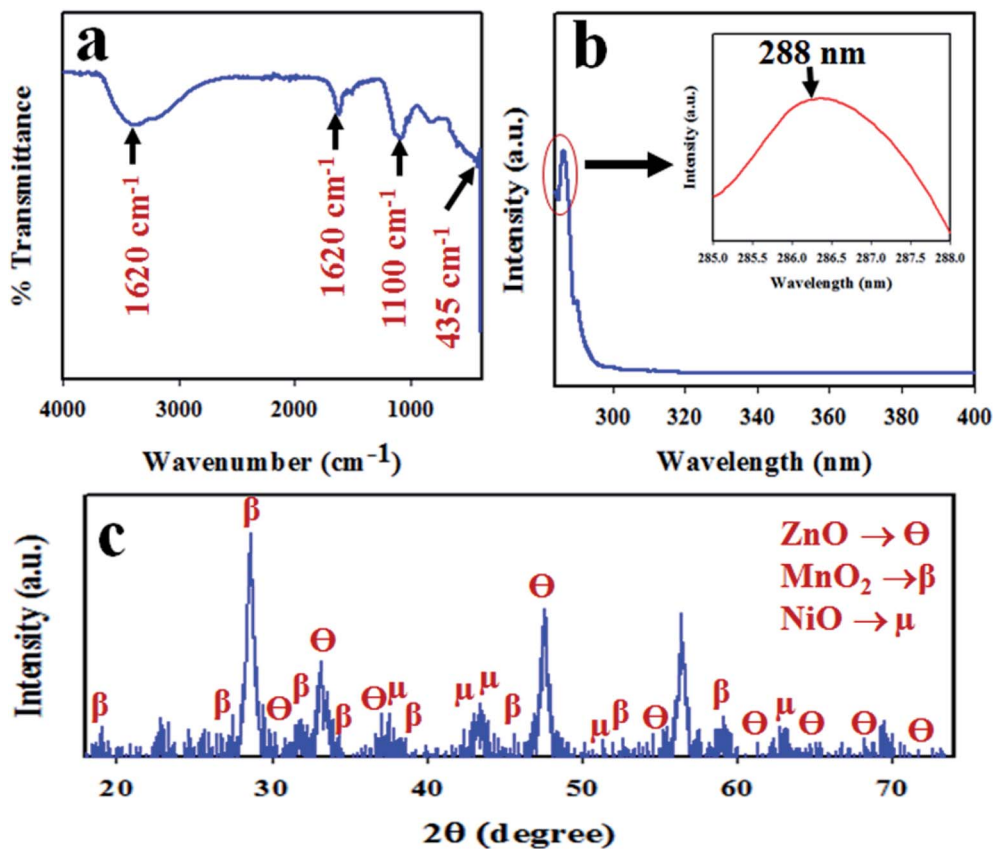 a
% Transmittance
1620 cm⁻¹
1620 cm⁻¹
1100 cm⁻¹
435 cm⁻¹
4000 3000 2000 1000
Wavenumber (cm⁻¹)
b
Intensity (a.u.)
288 nm
Intensity (a.u.)
285.0 285.5 286.0 286.5 287.0 287.5 288.0
Wavelength (nm)
300 320 340 360 380 400
Wavelength (nm)
c
Intensity (a.u.)
β β β Ɵ β Ɵ β Ɵ μ β μ μ β Ɵ μ β Ɵ β Ɵ μ Ɵ Ɵ Ɵ
ZnO → Ɵ
MnO₂ → β
NiO → μ
20 30 40 50 60 70
2Ɵ (degree)